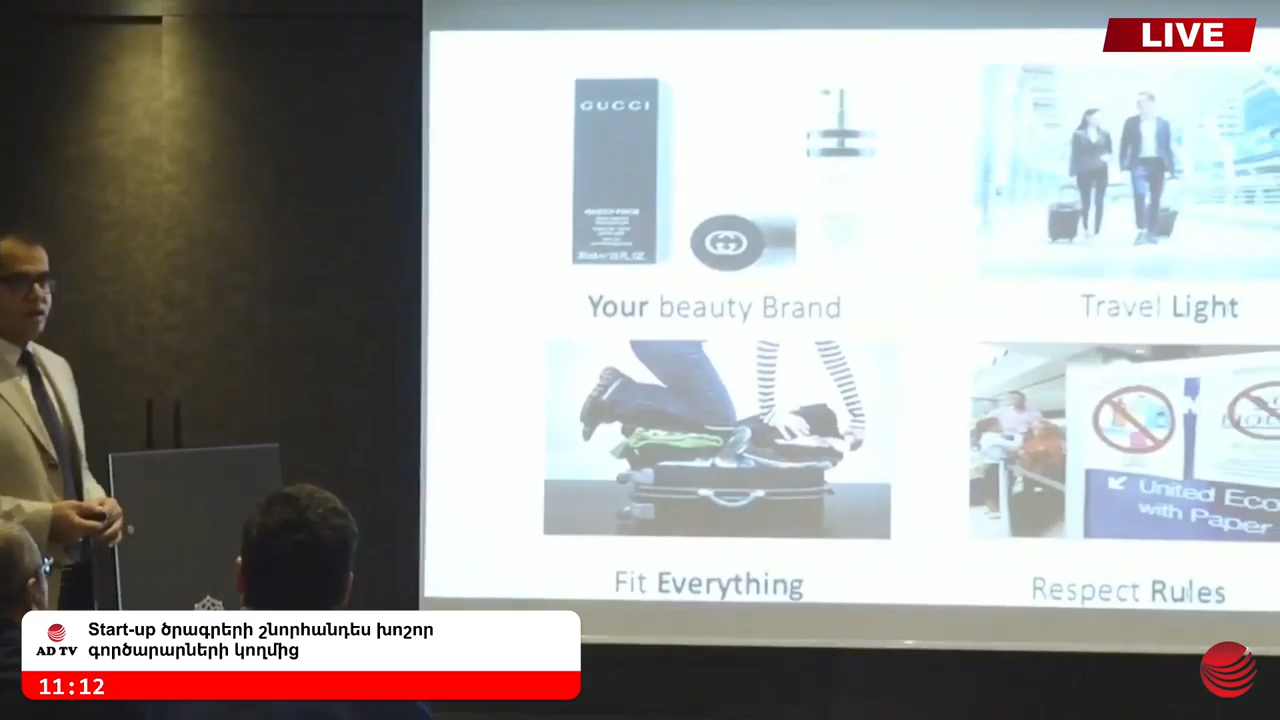 LIVE
GUCCI
Your beauty Brand
Travel Light
Fit Everything
United Eco
with Paper
Respect Rules
Start-up ծրագրերի շնորհանդես խոշոր
գործարարների կողմից
AD TV
11:12